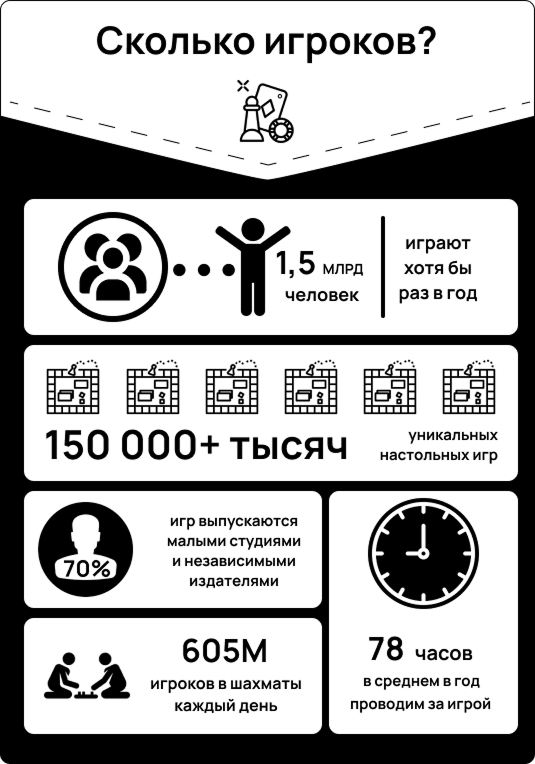 Сколько игроков?
1,5 МЛРД
человек
играют
хотя бы
раз в год
150 000+ тысяч
уникальных
настольных игр
70%
игр выпускаются
малыми студиями
и независимыми
издателями
605М
игроков в шахматы
каждый день
78 часов
в среднем в год
проводим за игрой